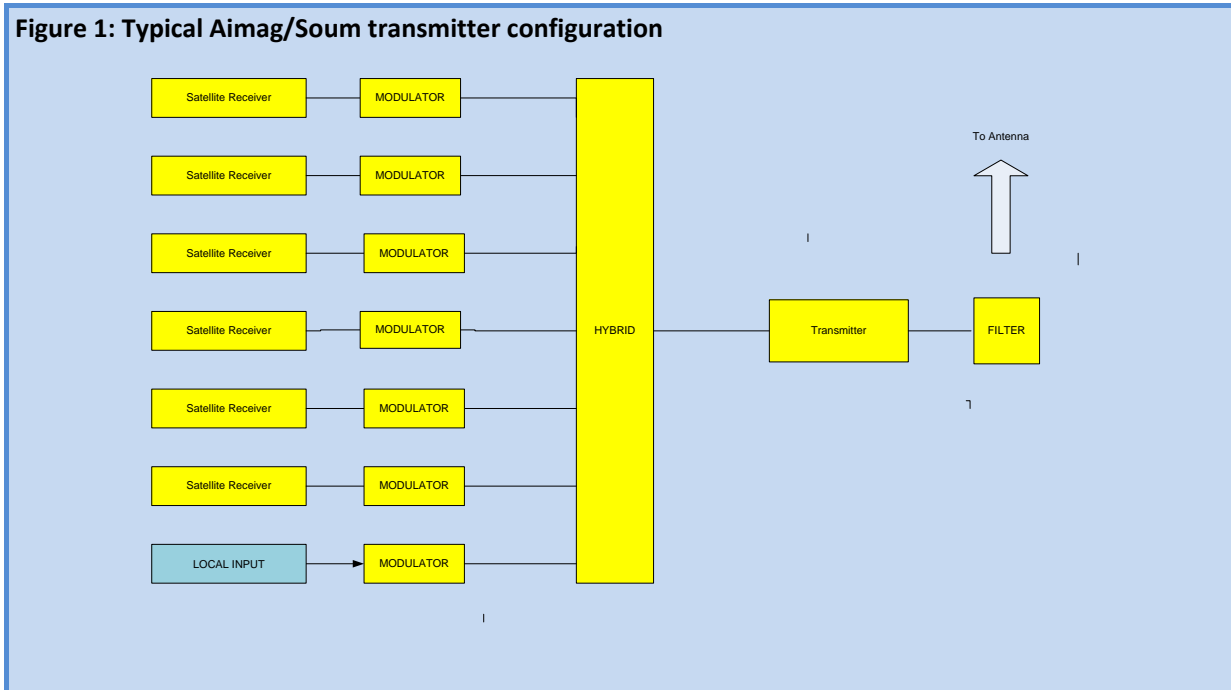 Figure 1: Typical Aimag/Soum transmitter configuration
Satellite Receiver
MODULATOR
Satellite Receiver
MODULATOR
Satellite Receiver
MODULATOR
Satellite Receiver
MODULATOR
Satellite Receiver
MODULATOR
Satellite Receiver
MODULATOR
LOCAL INPUT
MODULATOR
HYBRID
Transmitter
FILTER
To Antenna